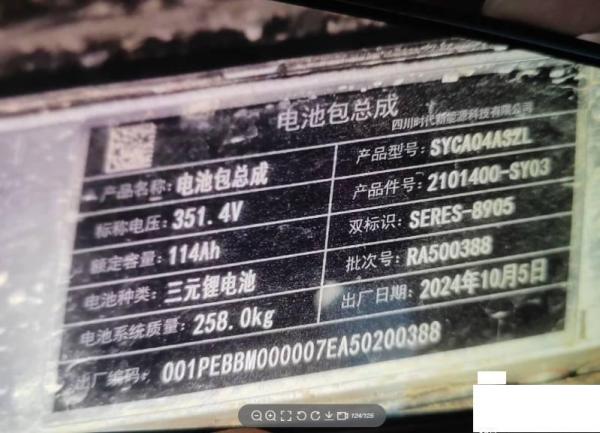 电池包总成
四川时代新能源科技有限公司
产品名称：电池包总成
产品型号：SYCA04ASZL
标称电压：351.4V
产品件号：2101400-SY03
额定容量：114Ah
双标识：SERES-8905
电池种类：三元锂电池
批次号：RA500388
电池系统质量：258.0kg
出厂日期：2024年10月5日
出厂编码：001PEBBM000007EA50200388
124/125